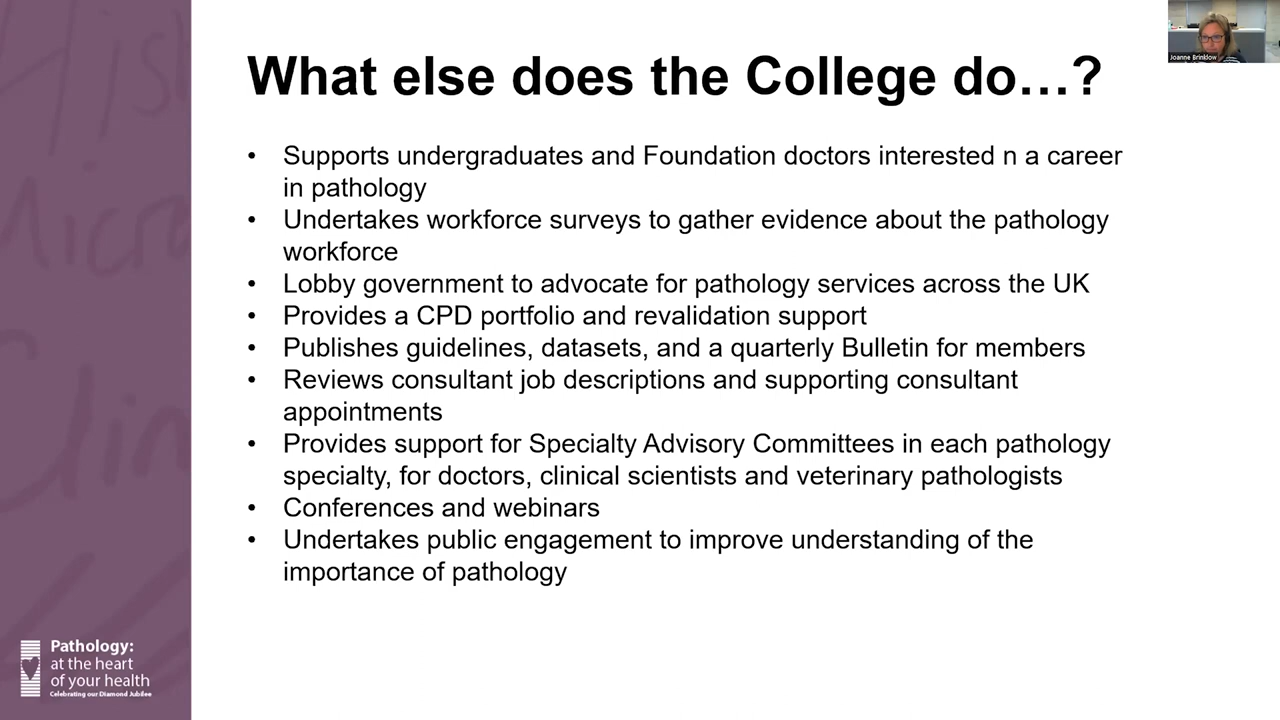 What else does the College do…?
Joanne Brinklow
• Supports undergraduates and Foundation doctors interested n a career
in pathology
• Undertakes workforce surveys to gather evidence about the pathology
workforce
• Lobby government to advocate for pathology services across the UK
• Provides a CPD portfolio and revalidation support
• Publishes guidelines, datasets, and a quarterly Bulletin for members
• Reviews consultant job descriptions and supporting consultant
appointments
• Provides support for Specialty Advisory Committees in each pathology
specialty, for doctors, clinical scientists and veterinary pathologists
• Conferences and webinars
• Undertakes public engagement to improve understanding of the
importance of pathology
Pathology:
at the heart
of your health
Celebrating our Diamond Jubilee